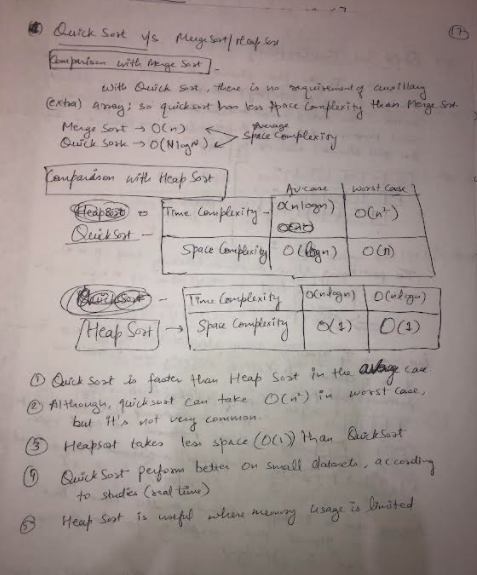 Quick Sort v/s Merge Sort/Heap Sort
17
Comparison with Merge Sort
With Quick Sort, there is no requirement of auxillary
(extra) array; so quicksort has less space complexity than Merge Sort.
Merge Sort → O(n)
Quick Sort → O(NlogN)
Average
Space Complexity
Comparison with Heap Sort
Av case
Worst Case
Quick Sort —
Time Complexity —
O(nlogn)
O(n²)
Space Complexity
O(logn)
O(n)
Heap Sort →
Time Complexity
O(nlogn)
O(nlogn)
Space Complexity
O(1)
O(1)
① Quick Sort is faster than Heap Sort in the average case
② Although, quicksort can take O(n²) in worst case,
but it's not very common.
③ Heapsort takes less space (O(1)) than QuickSort
④ Quick Sort perform better on small datasets, according
to studies (real time)
⑤ Heap Sort is useful where memory usage is limited